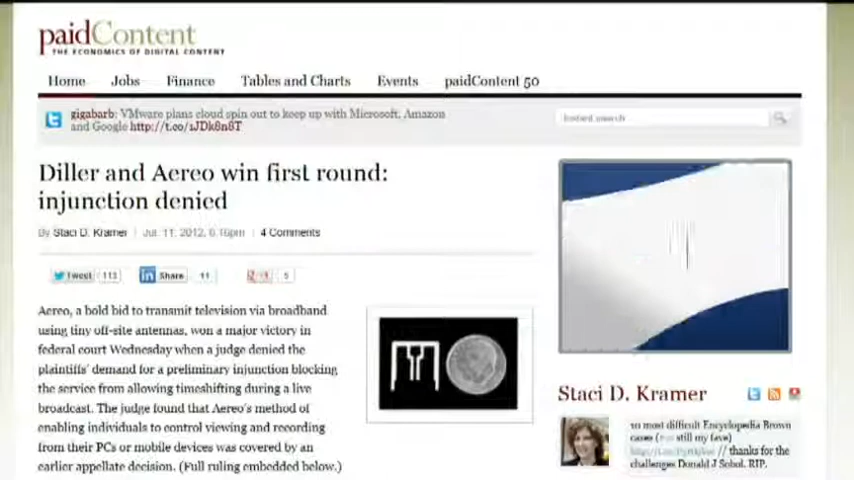 paidContent
THE ECONOMICS OF DIGITAL CONTENT
Home Jobs Finance Tables and Charts Events paidContent 50
gigabarb: VMware plans cloud spin out to keep up with Microsoft, Amazon
and Google http://t.co/1JDk8n8T
search
Diller and Aereo win first round:
injunction denied
By Staci D. Kramer | Jul. 11, 2012, 6:16pm | 4 Comments
Tweet 113 Share 11 5
Aereo, a bold bid to transmit television via broadband
using tiny off-site antennas, won a major victory in
federal court Wednesday when a judge denied the
plaintiffs' demand for a preliminary injunction blocking
the service from allowing timeshifting during a live
broadcast. The judge found that Aereo's method of
enabling individuals to control viewing and recording
from their PCs or mobile devices was covered by an
earlier appellate decision. (Full ruling embedded below.)
Staci D. Kramer
10 most difficult Encyclopedia Brown
cases ( still my fave)
// thanks for the
challenges Donald J Sobol. RIP.